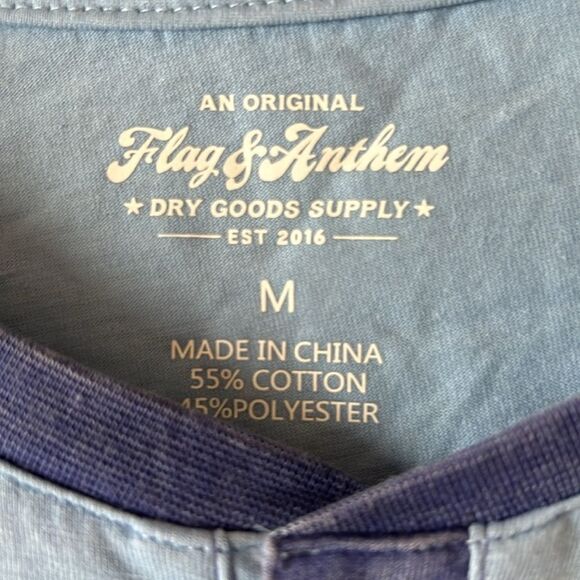 AN ORIGINAL
Flag & Anthem
★ DRY GOODS SUPPLY ★
EST 2016
M
MADE IN CHINA
55% COTTON
45%POLYESTER